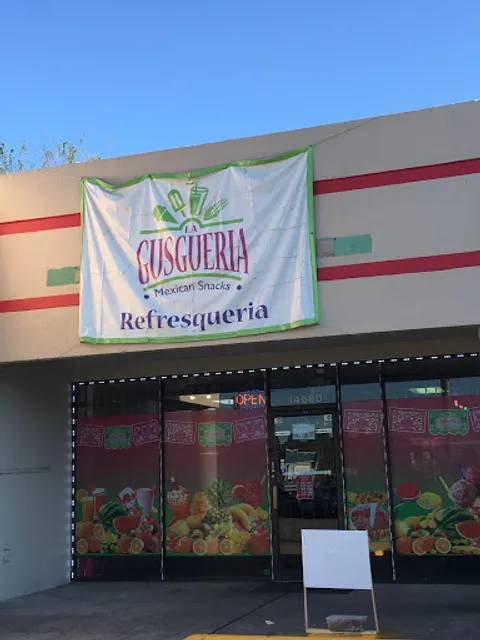 LA
GUSGUERIA
• Mexican Snacks •
Refresqueria
OPEN
14680